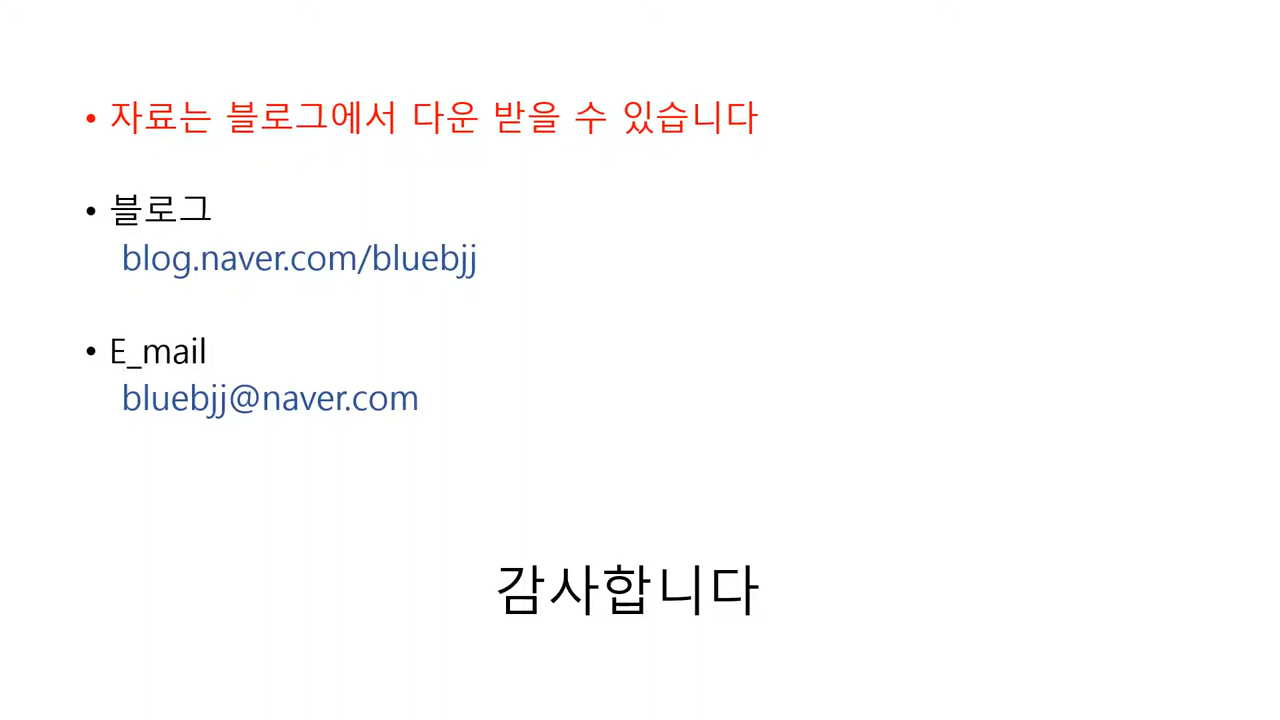 • 자료는 블로그에서 다운 받을 수 있습니다
• 블로그
blog.naver.com/bluebjj
• E_mail
bluebjj@naver.com
감사합니다